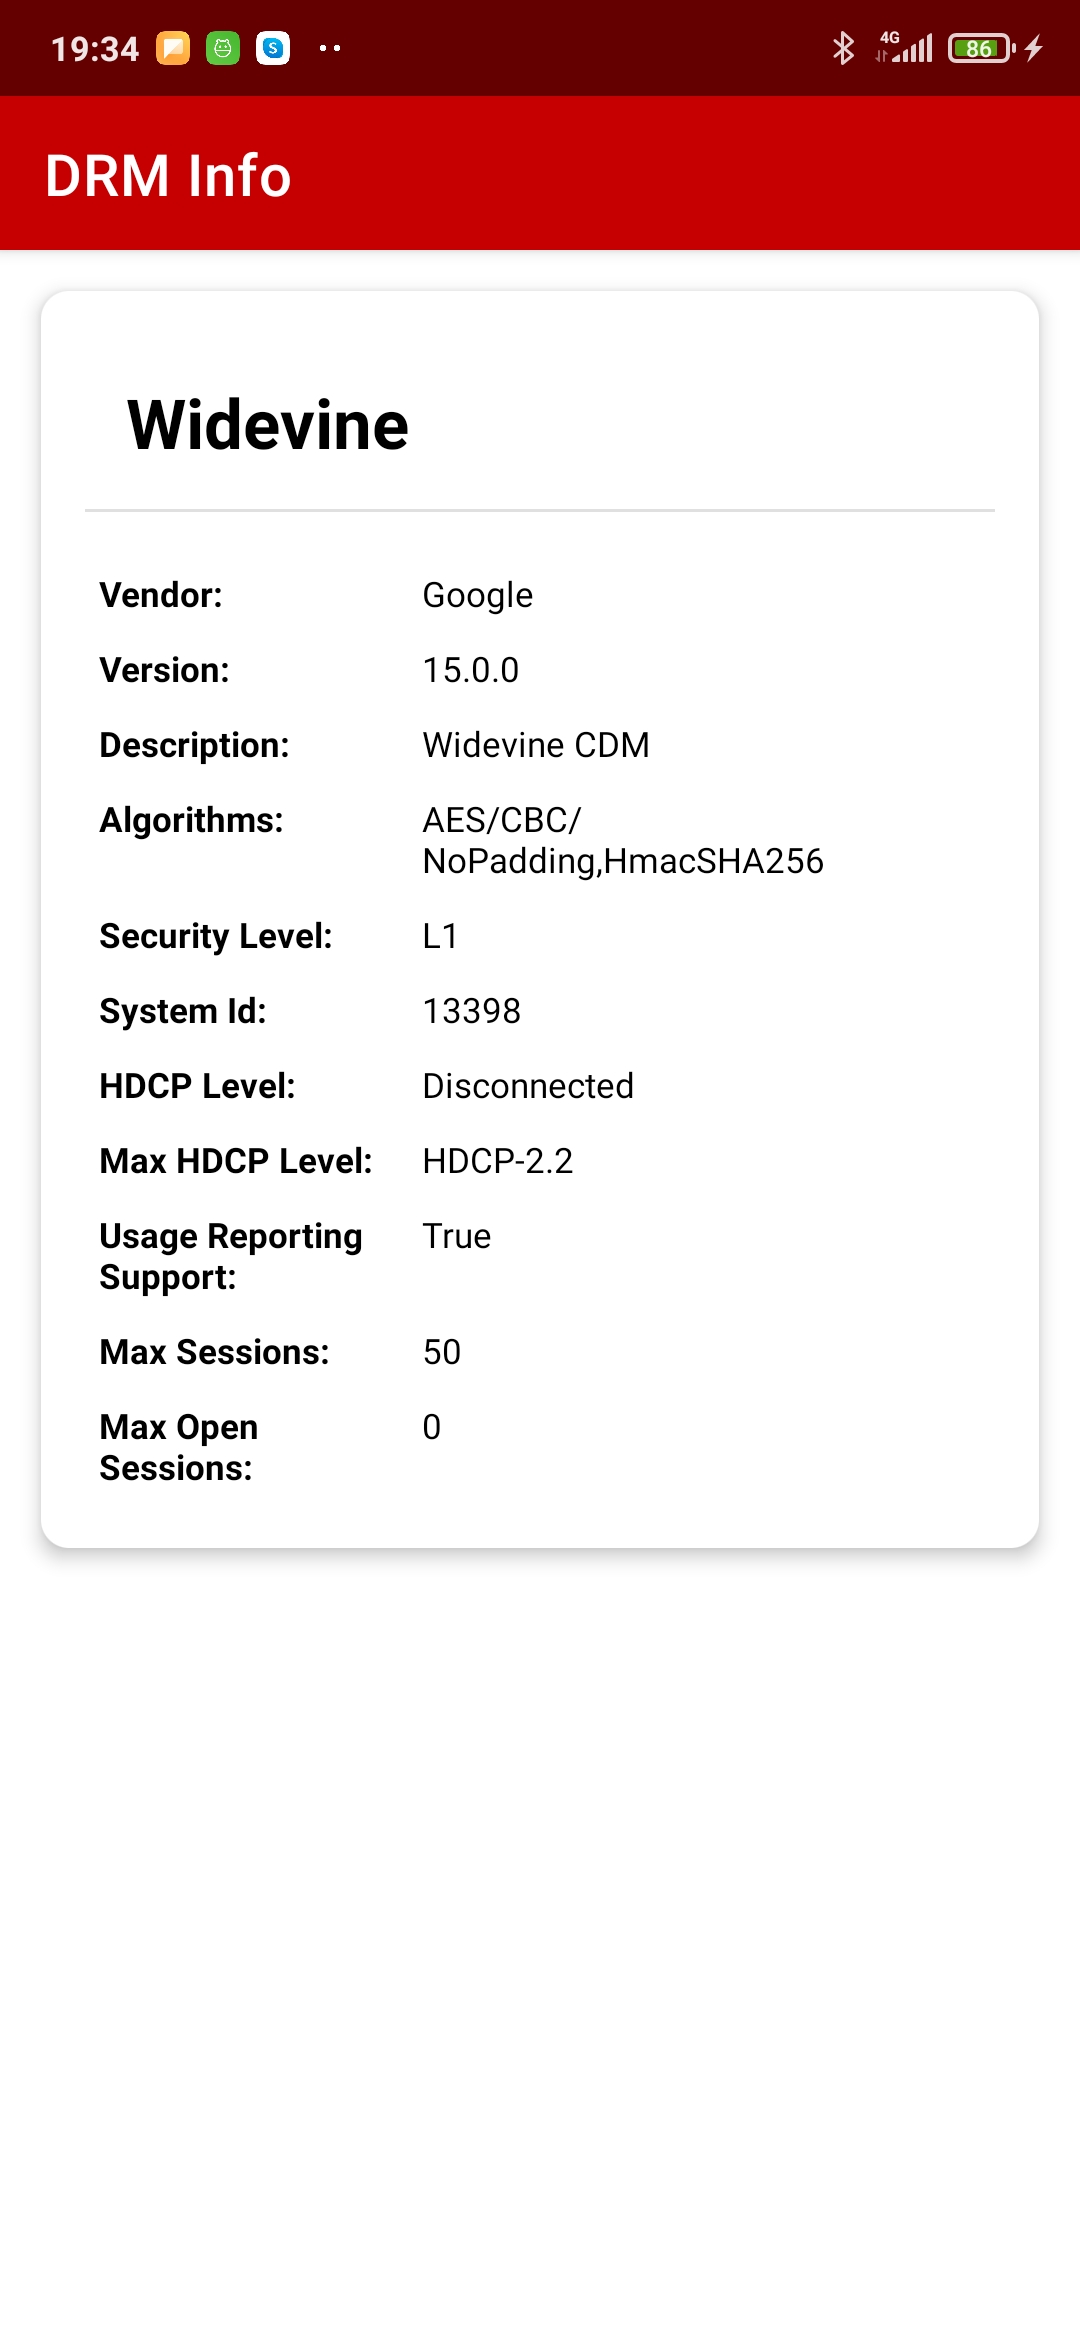 19:34 S 4G 86
DRM Info
Widevine
Vendor: Google
Version: 15.0.0
Description: Widevine CDM
Algorithms: AES/CBC/
NoPadding,HmacSHA256
Security Level: L1
System Id: 13398
HDCP Level: Disconnected
Max HDCP Level: HDCP-2.2
Usage Reporting True
Support:
Max Sessions: 50
Max Open 0
Sessions: